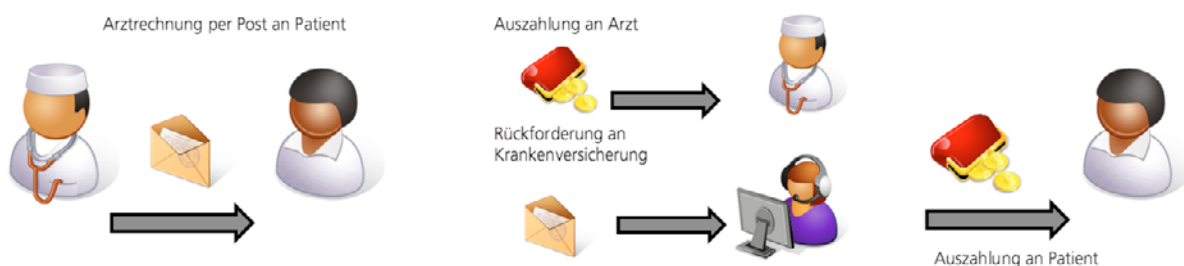 Arztrechnung per Post an Patient
Auszahlung an Arzt
Rückforderung an
Krankenversicherung
Auszahlung an Patient